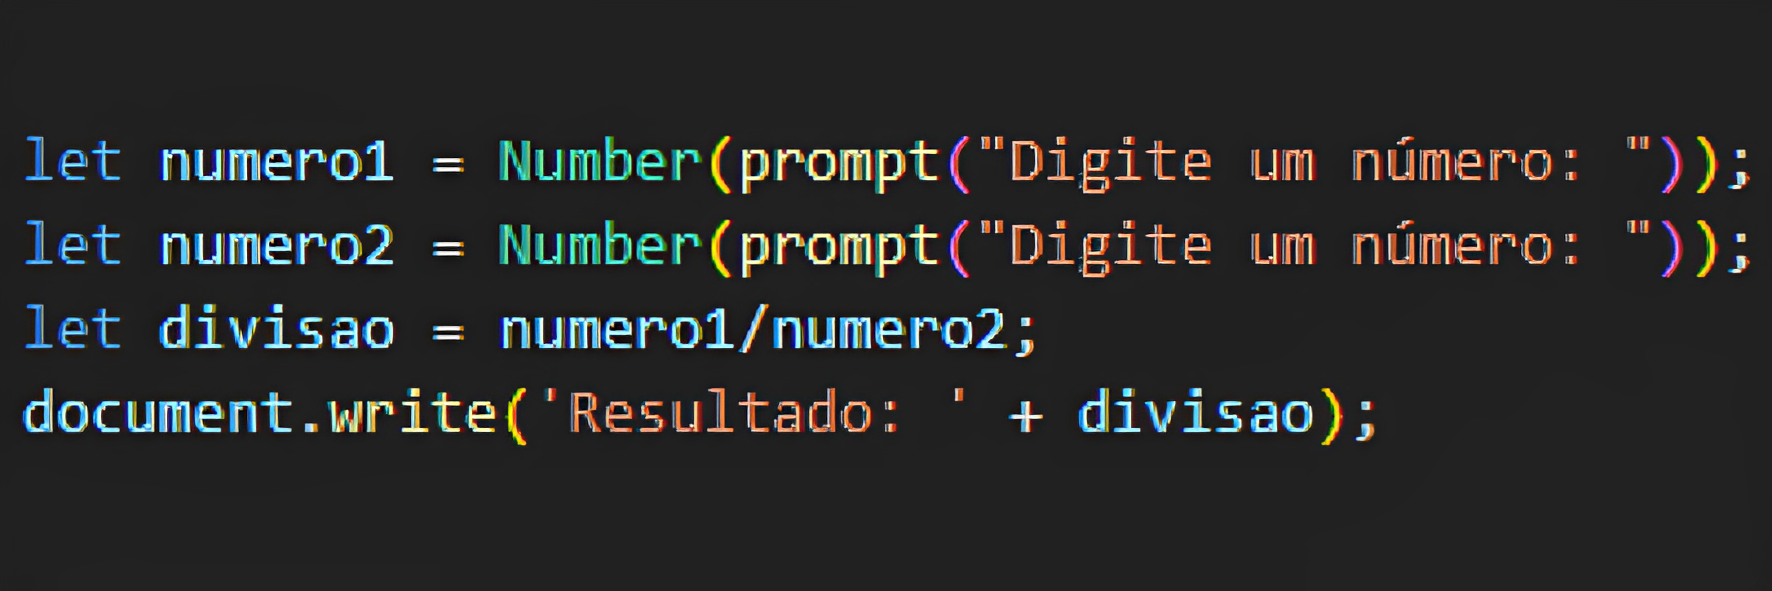 let numero1 = Number(prompt("Digite um número: "));
let numero2 = Number(prompt("Digite um número: "));
let divisao = numero1/numero2;
document.write('Resultado: ' + divisao);